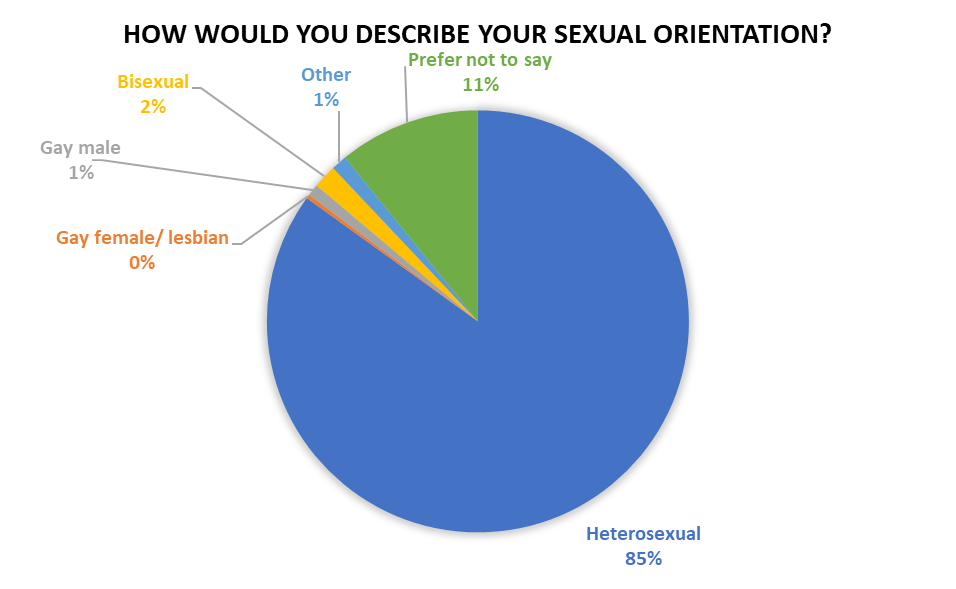 HOW WOULD YOU DESCRIBE YOUR SEXUAL ORIENTATION?
Prefer not to say
11%
Other
1%
Bisexual
2%
Gay male
1%
Gay female/ lesbian
0%
Heterosexual
85%